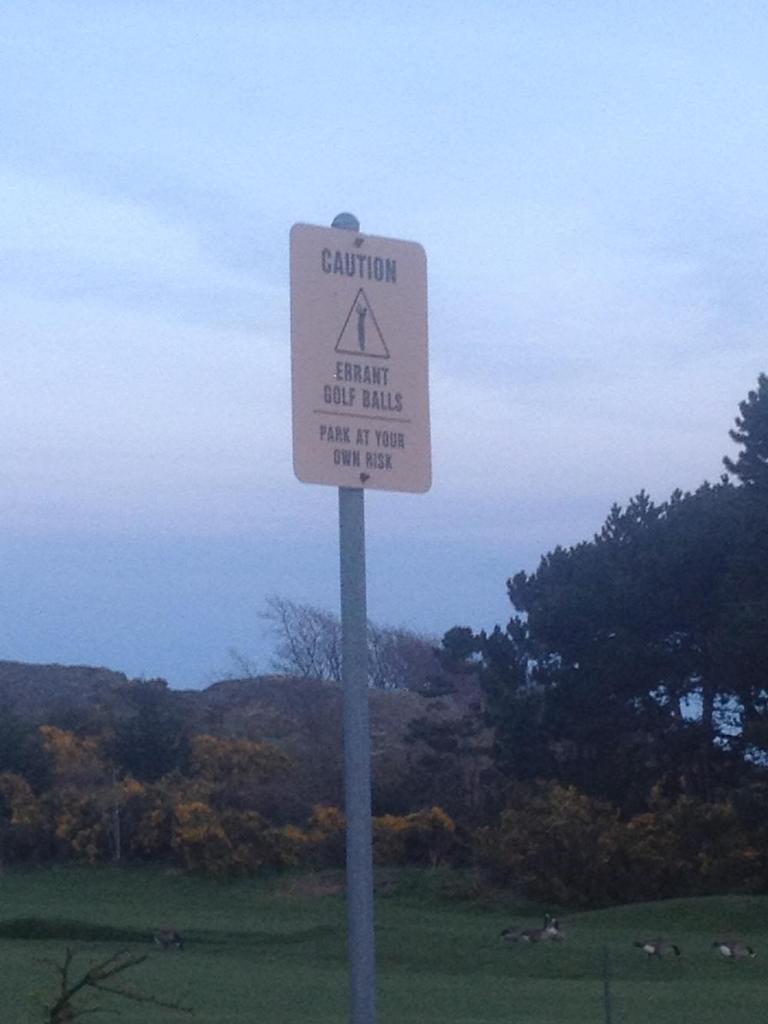 CAUTION
ERRANT
GOLF BALLS
PARK AT YOUR
OWN RISK